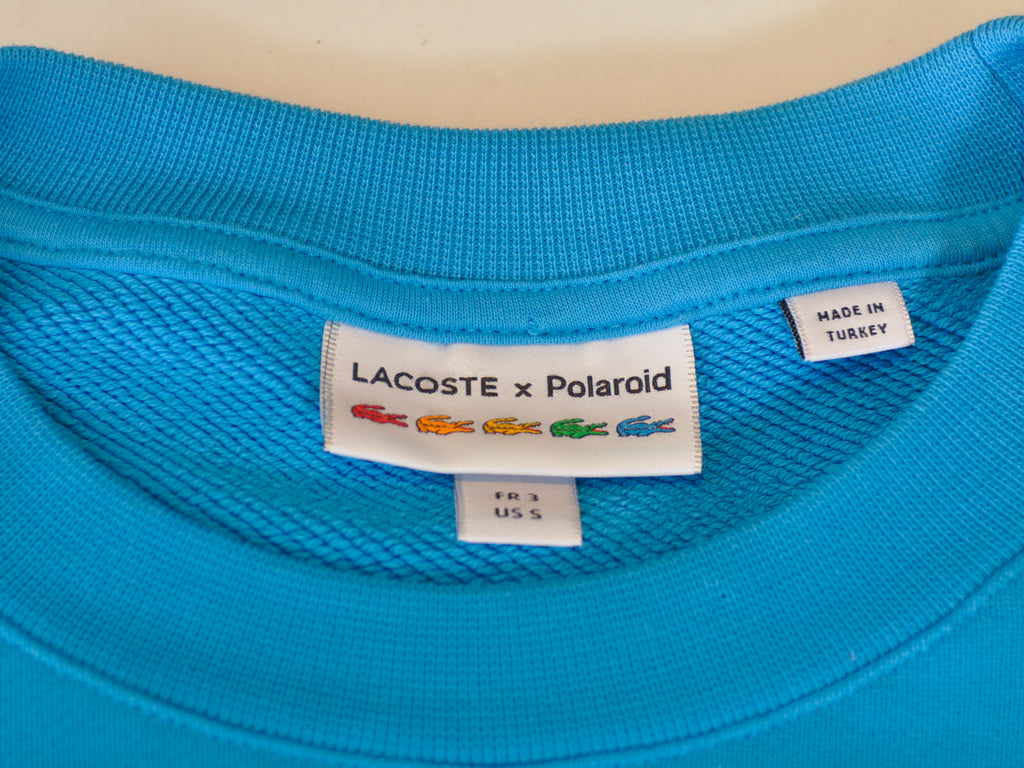 LACOSTE x Polaroid
FR 3
US S
MADE IN
TURKEY